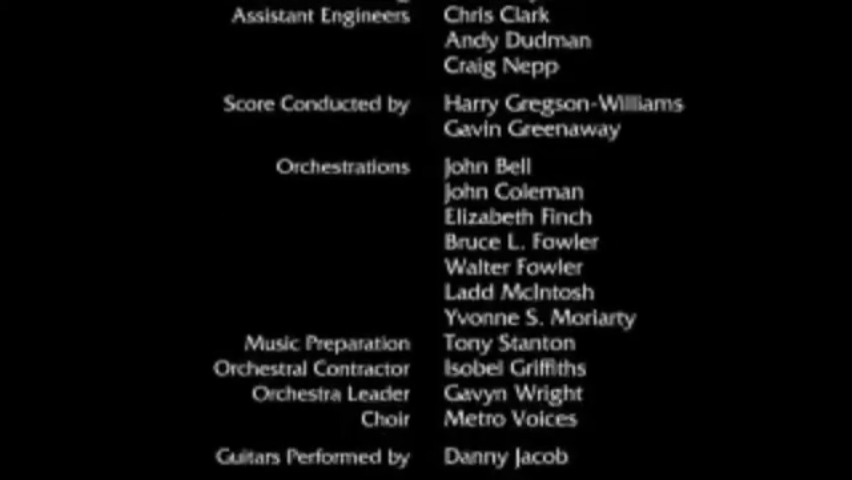 Assistant Engineers Chris Clark
Andy Dudman
Craig Nepp
Score Conducted by Harry Gregson-Williams
Gavin Greenaway
Orchestrations John Bell
John Coleman
Elizabeth Finch
Bruce L. Fowler
Walter Fowler
Ladd McIntosh
Yvonne S. Moriarty
Music Preparation Tony Stanton
Orchestral Contractor Isobel Griffiths
Orchestra Leader Gavyn Wright
Choir Metro Voices
Guitars Performed by Danny Jacob